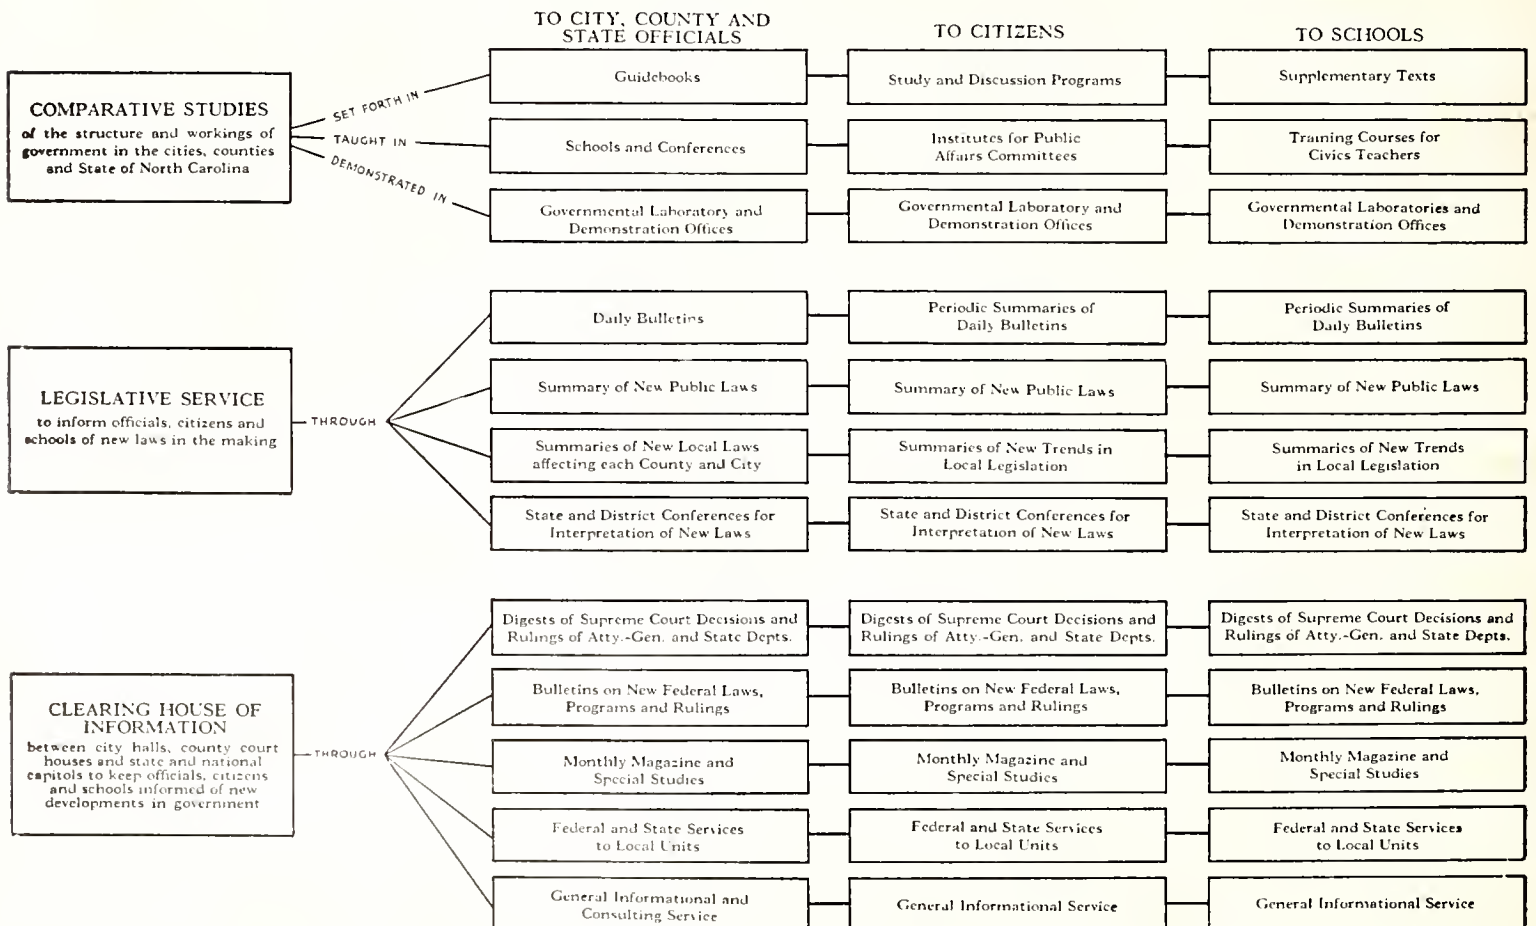 TO CITY, COUNTY AND
STATE OFFICIALS
TO CITIZENS
TO SCHOOLS
COMPARATIVE STUDIES
of the structure and workings of
government in the cities, counties
and State of North Carolina
SET FORTH IN
TAUGHT IN
DEMONSTRATED IN
Guidebooks
Study and Discussion Programs
Supplementary Texts
Schools and Conferences
Institutes for Public
Affairs Committees
Training Courses for
Civics Teachers
Governmental Laboratory and
Demonstration Offices
Governmental Laboratory and
Demonstration Offices
Governmental Laboratories and
Demonstration Offices
LEGISLATIVE SERVICE
to inform officials, citizens and
schools of new laws in the making
THROUGH
Daily Bulletins
Periodic Summaries of
Daily Bulletins
Periodic Summaries of
Daily Bulletins
Summary of New Public Laws
Summary of New Public Laws
Summary of New Public Laws
Summaries of New Local Laws
affecting each County and City
Summaries of New Trends in
Local Legislation
Summaries of New Trends
in Local Legislation
State and District Conferences for
Interpretation of New Laws
State and District Conferences for
Interpretation of New Laws
State and District Conferences for
Interpretation of New Laws
CLEARING HOUSE OF
INFORMATION
between city halls, county court
houses and state and national
capitols to keep officials, citizens
and schools informed of new
developments in government
THROUGH
Digests of Supreme Court Decisions and
Rulings of Atty.-Gen. and State Depts.
Digests of Supreme Court Decisions and
Rulings of Atty.-Gen. and State Depts.
Digests of Supreme Court Decisions and
Rulings of Atty.-Gen. and State Depts.
Bulletins on New Federal Laws,
Programs and Rulings
Bulletins on New Federal Laws,
Programs and Rulings
Bulletins on New Federal Laws,
Programs and Rulings
Monthly Magazine and
Special Studies
Monthly Magazine and
Special Studies
Monthly Magazine and
Special Studies
Federal and State Services
to Local Units
Federal and State Services
to Local Units
Federal and State Services
to Local Units
General Informational and
Consulting Service
General Informational Service
General Informational Service